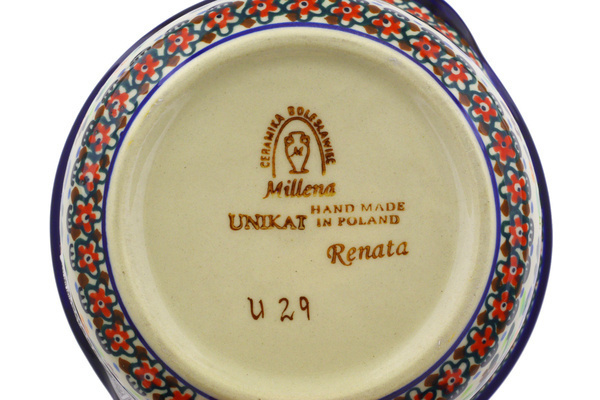 CERAMIKA BOLESŁAWIEC
Millena
UNIKAT HAND MADE IN POLAND
Renata
U 29